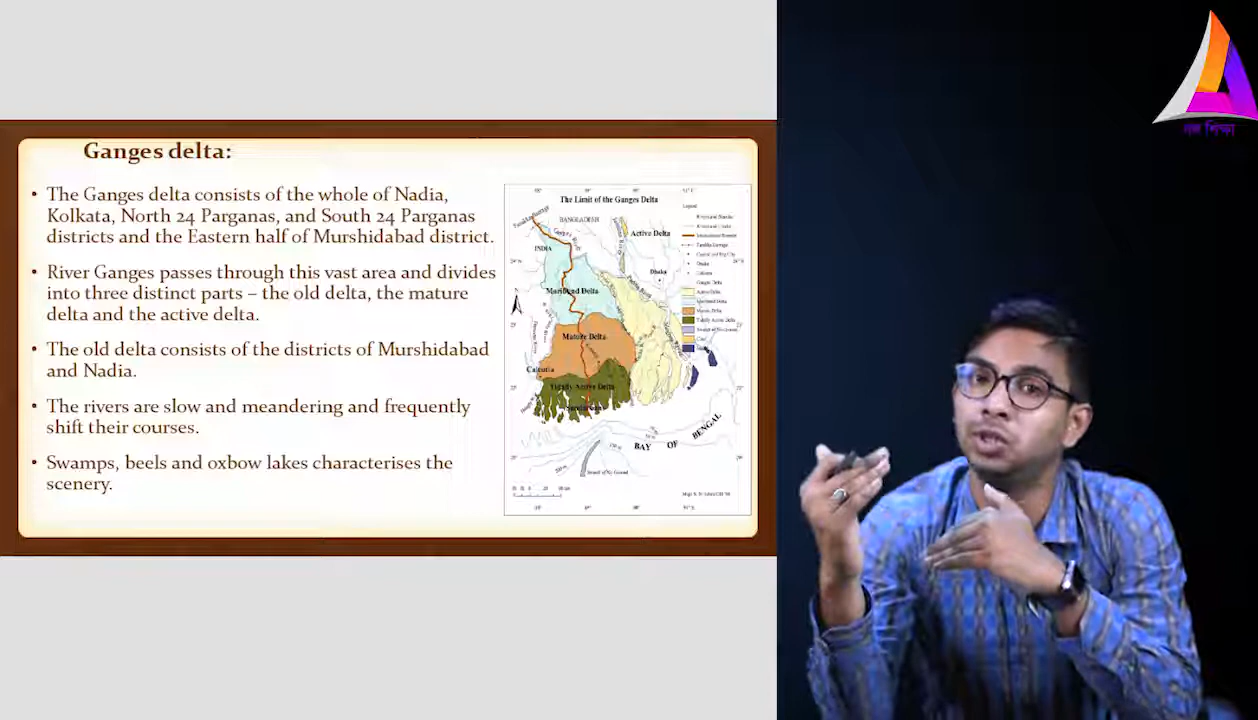 Ganges delta:
• The Ganges delta consists of the whole of Nadia,
Kolkata, North 24 Parganas, and South 24 Parganas
districts and the Eastern half of Murshidabad district.
• River Ganges passes through this vast area and divides
into three distinct parts – the old delta, the mature
delta and the active delta.
• The old delta consists of the districts of Murshidabad
and Nadia.
• The rivers are slow and meandering and frequently
shift their courses.
• Swamps, beels and oxbow lakes characterises the
scenery.
The Limit of the Ganges Delta
BANGLADESH
Active Delta
INDIA
Dhaka
Moribund Delta
Mature Delta
Calcutta
Tidally Active Delta
BAY OF BENGAL